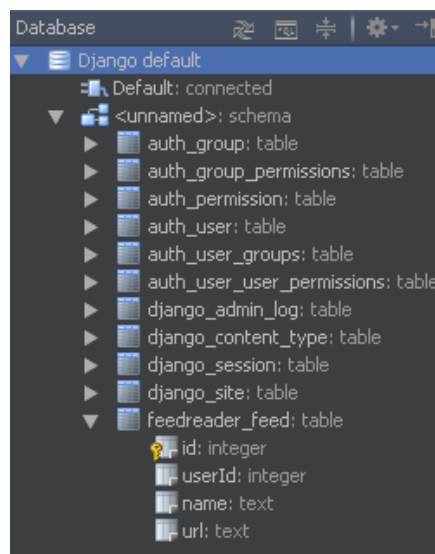 Database
Django default
Default: connected
<unnamed>: schema
auth_group: table
auth_group_permissions: table
auth_permission: table
auth_user: table
auth_user_groups: table
auth_user_user_permissions: table
django_admin_log: table
django_content_type: table
django_session: table
django_site: table
feedreader_feed: table
id: integer
userId: integer
name: text
url: text